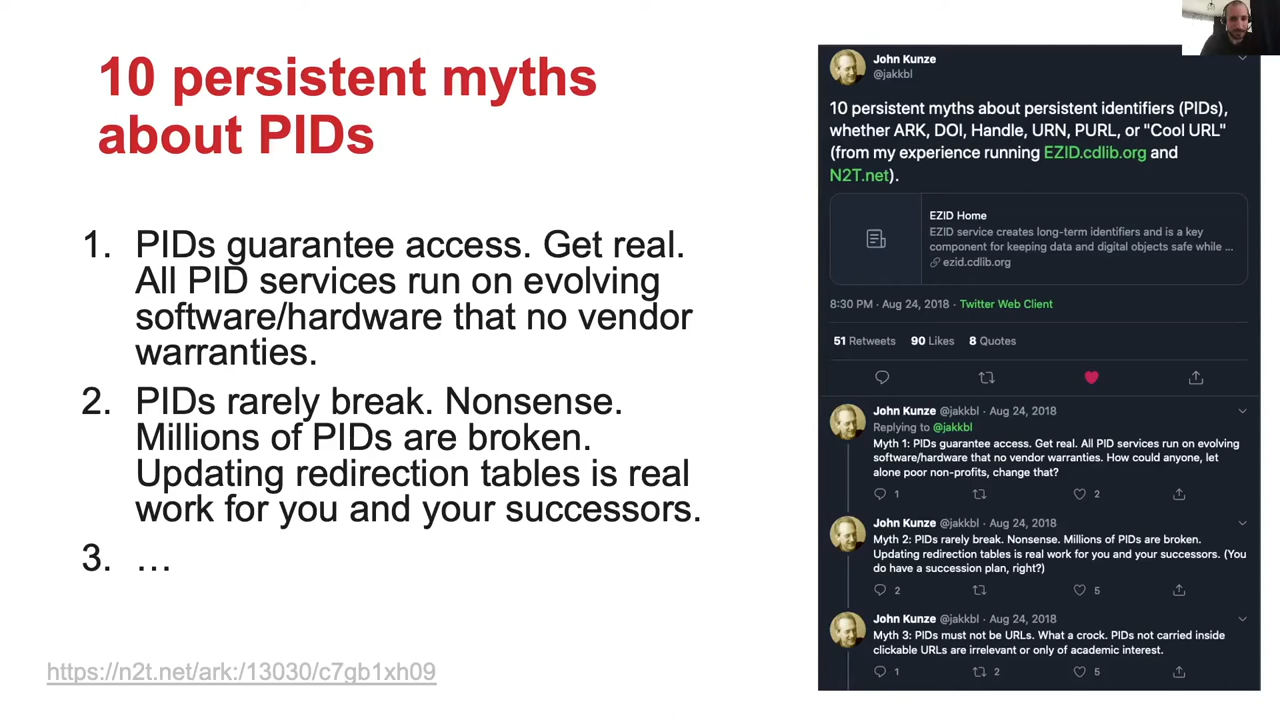 10 persistent myths
about PIDs
1. PIDs guarantee access. Get real.
All PID services run on evolving
software/hardware that no vendor
warranties.
2. PIDs rarely break. Nonsense.
Millions of PIDs are broken.
Updating redirection tables is real
work for you and your successors.
3. …
https://n2t.net/ark:/13030/c7gb1xh09
John Kunze
@jakkbl
10 persistent myths about persistent identifiers (PIDs),
whether ARK, DOI, Handle, URN, PURL, or "Cool URL"
(from my experience running EZID.cdlib.org and
N2T.net).
EZID Home
EZID service creates long-term identifiers and is a key
component for keeping data and digital objects safe while ...
ezid.cdlib.org
8:30 PM · Aug 24, 2018 · Twitter Web Client
51 Retweets 90 Likes 8 Quotes
John Kunze @jakkbl · Aug 24, 2018
Replying to @jakkbl
Myth 1: PIDs guarantee access. Get real. All PID services run on evolving
software/hardware that no vendor warranties. How could anyone, let
alone poor non-profits, change that?
1 2
John Kunze @jakkbl · Aug 24, 2018
Myth 2: PIDs rarely break. Nonsense. Millions of PIDs are broken.
Updating redirection tables is real work for you and your successors. (You
do have a succession plan, right?)
2 5
John Kunze @jakkbl · Aug 24, 2018
Myth 3: PIDs must not be URLs. What a crock. PIDs not carried inside
clickable URLs are irrelevant or only of academic interest.
1 2 5